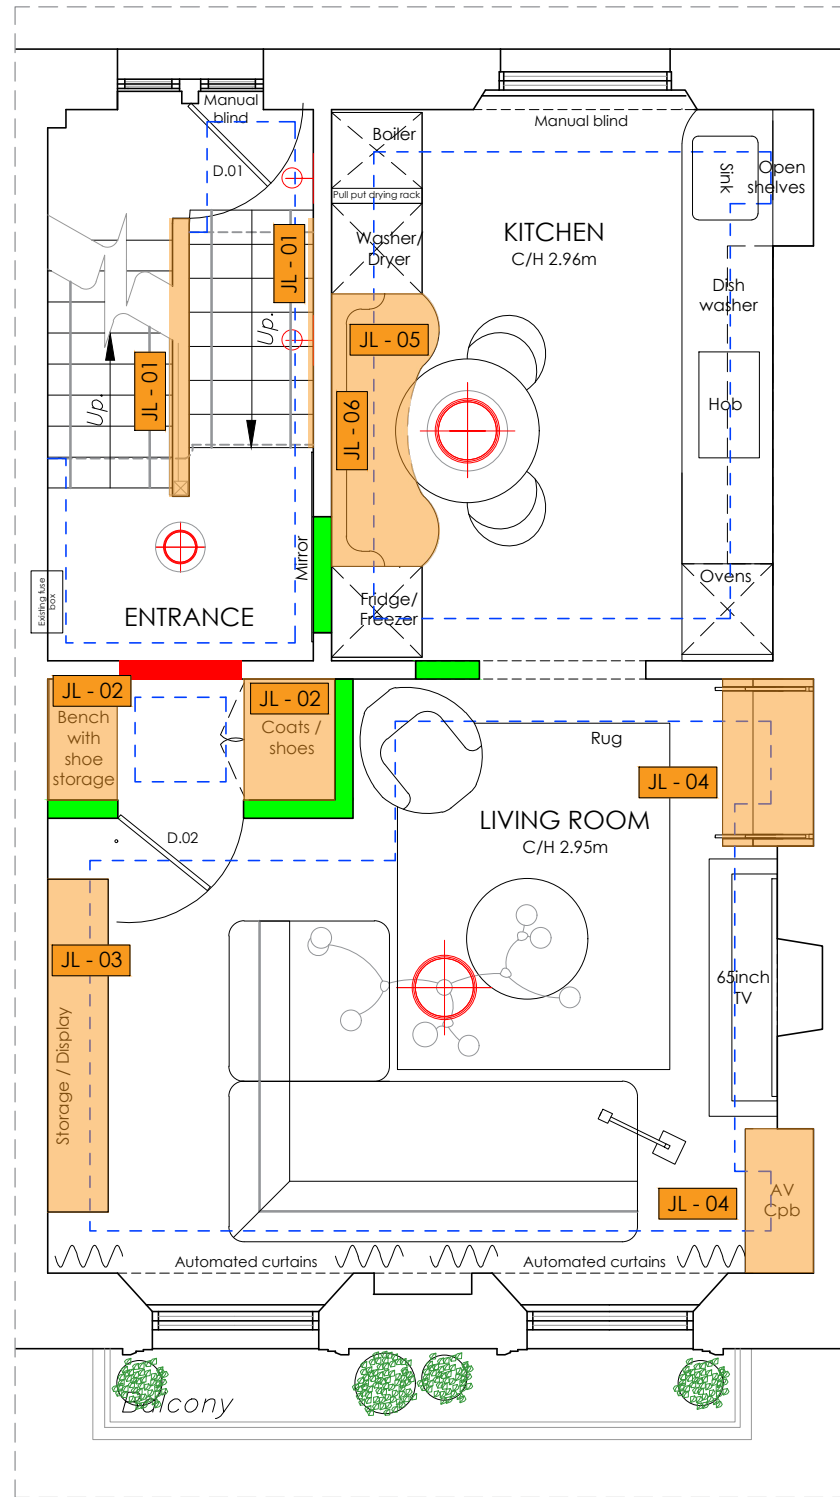 Manual
blind
D.01
Boiler
Manual blind
Sink
Open
shelves
Pull put drying rack
KITCHEN
C/H 2.96m
Washer/
Dryer
JL - 01
Up.
Dish
washer
JL - 05
JL - 01
Up.
JL - 06
Hob
Mirror
Existing fuse
box
ENTRANCE
Fridge/
Freezer
Ovens
JL - 02
Bench
with
shoe
storage
JL - 02
Coats /
shoes
Rug
JL - 04
LIVING ROOM
C/H 2.95m
D.02
JL - 03
Storage / Display
65inch
TV
JL - 04
AV
Cpb
Automated curtains
Automated curtains
Balcony